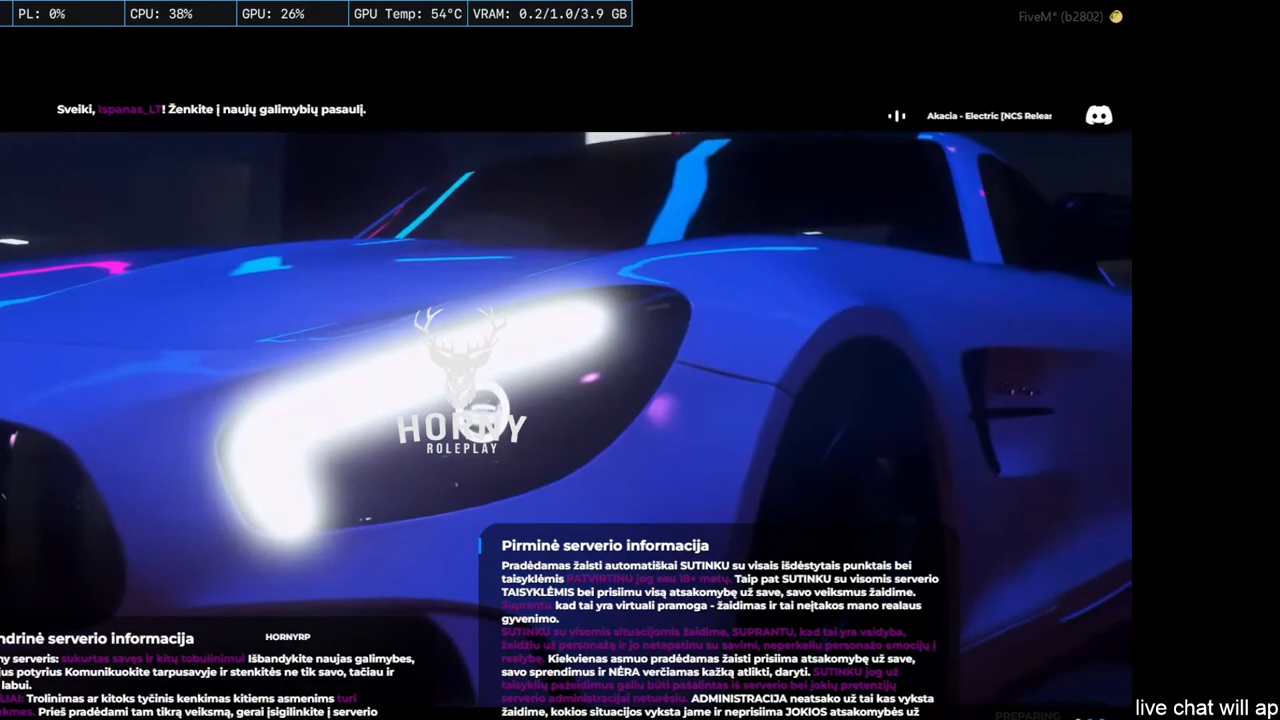 PL: 0%
CPU: 38%
GPU: 26%
GPU Temp: 54°C
VRAM: 0.2/1.0/3.9 GB
FiveM* (b2802)
Sveiki, Ispanas_LT! Ženkite į naujų galimybių pasaulį.
Akacia - Electric [NCS Releas
HORNY
ROLEPLAY
Pirminė serverio informacija
Pradėdamas žaisti automatiškai SUTINKU su visais išdėstytais punktais bei
taisyklėmis PATVIRTINU jog esu 18+ metų. Taip pat SUTINKU su visomis serverio
TAISYKLĖMIS bei prisiimu visą atsakomybę už save, savo veiksmus žaidime.
Suprantu kad tai yra virtuali pramoga - žaidimas ir tai neįtakos mano realaus
gyvenimo.
SUTINKU su visomis situacijomis žaidime, SUPRANTU, kad tai yra vaidyba,
žaidžiu už personažą ir jo netapatinu su savimi, neperkeliu personažo emocijų į
realybę. Kiekvienas asmuo pradėdamas žaisti prisiima atsakomybę už save,
savo sprendimus ir NĖRA verčiamas kažką atlikti, daryti. SUTINKU jog už
taisyklių pažeidimus galiu būti pašalintas iš serverio bei jokių pretenzijų
serverio administracijai neturėsiu. ADMINISTRACIJA neatsako už tai kas vyksta
žaidime, kokios situacijos vyksta jame ir neprisiima JOKIOS atsakomybės už
ndrinė serverio informacija
HORNYRP
ny serveris: sukurtas savęs ir kitų tobulinimui Išbandykite naujas galimybes,
jus potyrius Komunikuokite tarpusavyje ir stenkitės ne tik savo, tačiau ir
labui.
LIAI! Trolinimas ar kitoks tyčinis kenkimas kitiems asmenims turi
ekmes. Prieš pradėdami tam tikrą veiksmą, gerai įsigilinkite į serverio
PREPARING
live chat will ap